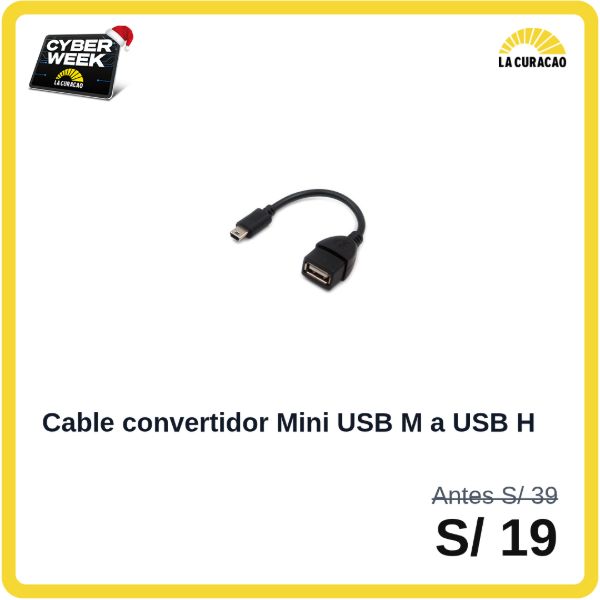 CYBER
WEEK
LA CURACAO
LA CURACAO
Cable convertidor Mini USB M a USB H
Antes S/ 39
S/ 19